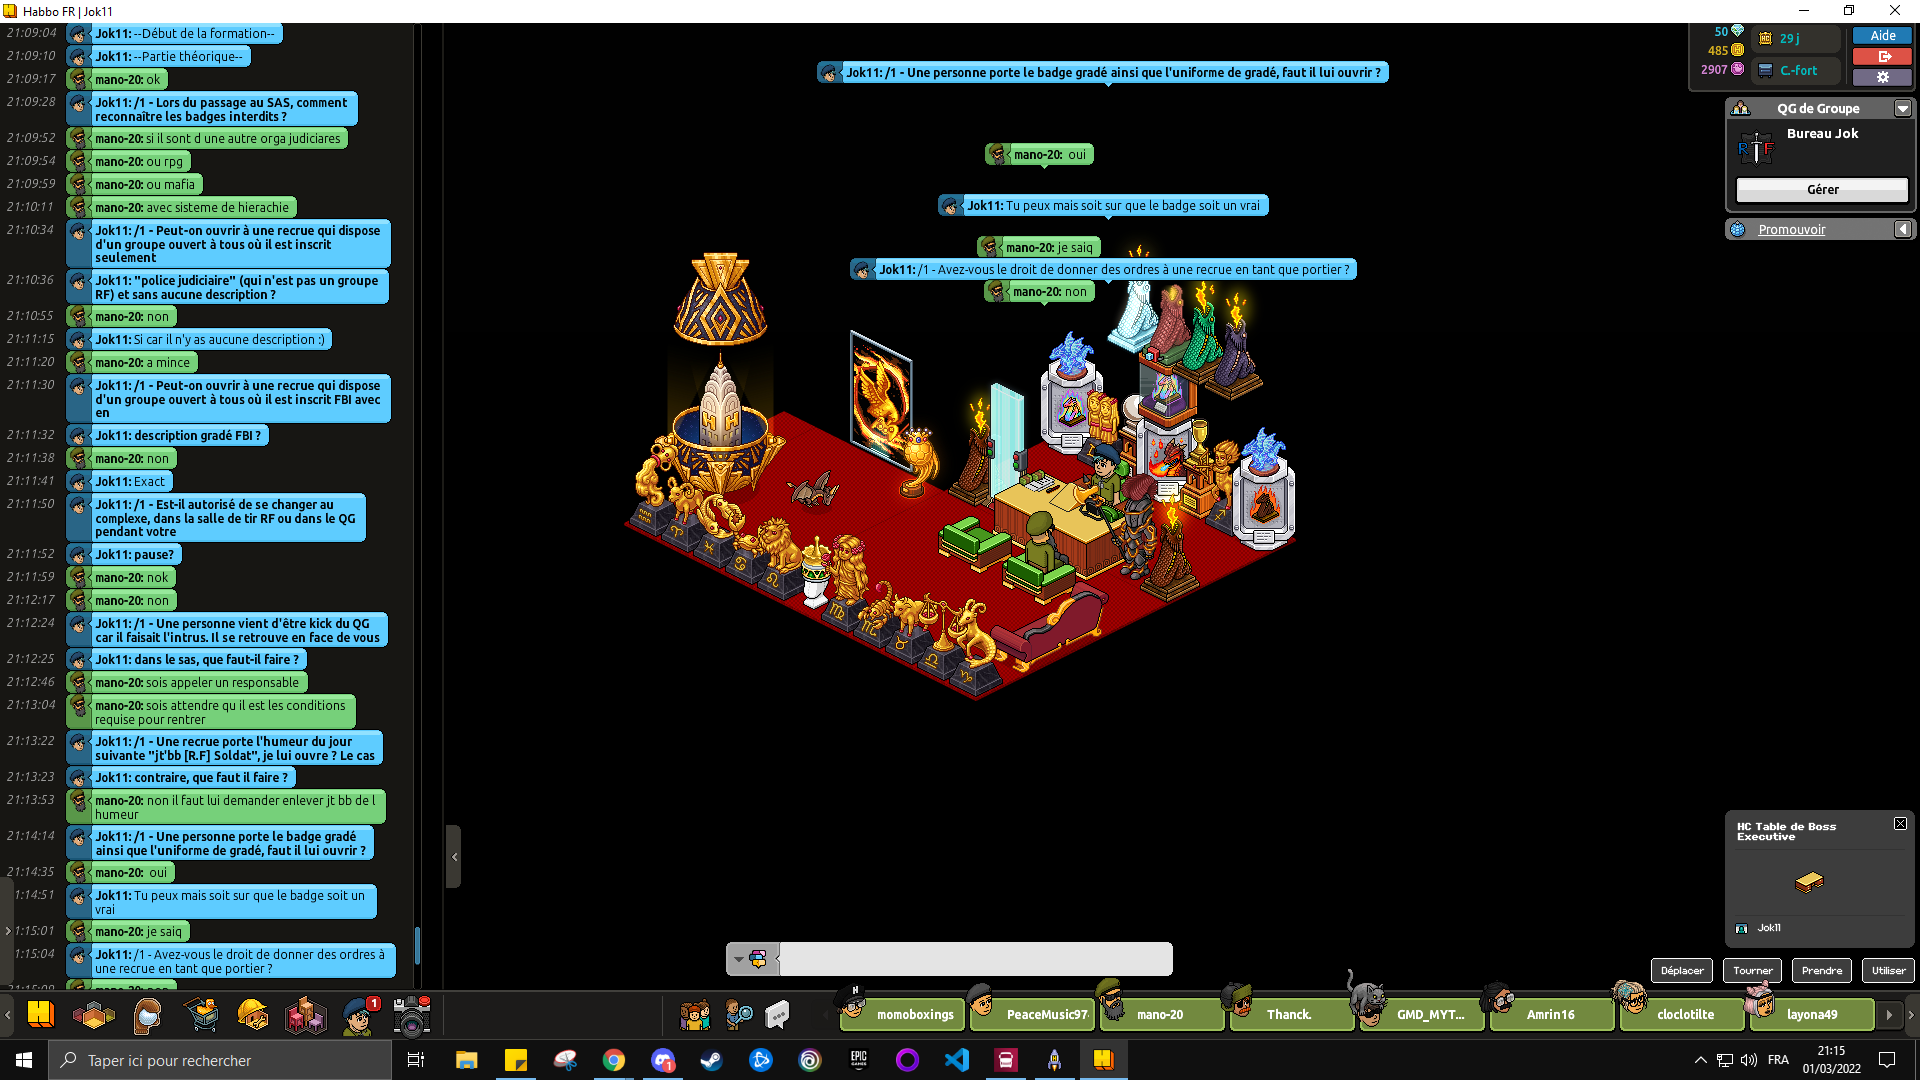 Habbo FR | Jok11
21:09:04 Jok11: --Début de la formation--
21:09:10 Jok11: --Partie théorique--
21:09:17 mano-20: ok
21:09:28 Jok11: /1 - Lors du passage au SAS, comment
reconnaître les badges interdits ?
21:09:52 mano-20: si il sont d une autre orga judiciares
21:09:54 mano-20: ou rpg
21:09:59 mano-20: ou mafia
21:10:11 mano-20: avec sisteme de hierachie
21:10:34 Jok11: /1 - Peut-on ouvrir à une recrue qui dispose
d'un groupe ouvert à tous où il est inscrit
seulement
21:10:36 Jok11: "police judiciaire" (qui n'est pas un groupe
RF) et sans aucune description ?
21:10:55 mano-20: non
21:11:15 Jok11: Si car il n'y as aucune description :)
21:11:20 mano-20: a mince
21:11:30 Jok11: /1 - Peut-on ouvrir à une recrue qui dispose
d'un groupe ouvert à tous où il est inscrit FBI avec
en
21:11:32 Jok11: description gradé FBI ?
21:11:38 mano-20: non
21:11:41 Jok11: Exact
21:11:50 Jok11: /1 - Est-il autorisé de se changer au
complexe, dans la salle de tir RF ou dans le QG
pendant votre
21:11:52 Jok11: pause?
21:11:59 mano-20: nok
21:12:17 mano-20: non
21:12:24 Jok11: /1 - Une personne vient d'être kick du QG
car il faisait l'intrus. Il se retrouve en face de vous
21:12:25 Jok11: dans le sas, que faut-il faire ?
21:12:46 mano-20: sois appeler un responsable
21:13:04 mano-20: sois attendre qu il est les conditions
requise pour rentrer
21:13:22 Jok11: /1 - Une recrue porte l'humeur du jour
suivante "jt'bb [R.F] Soldat", je lui ouvre ? Le cas
21:13:23 Jok11: contraire, que faut il faire ?
21:13:53 mano-20: non il faut lui demander enlever jt bb de l
humeur
21:14:14 Jok11: /1 - Une personne porte le badge gradé
ainsi que l'uniforme de gradé, faut il lui ouvrir ?
21:14:35 mano-20: oui
1:14:51 Jok11: Tu peux mais soit sur que le badge soit un
vrai
1:15:01 mano-20: je saiq
1:15:04 Jok11: /1 - Avez-vous le droit de donner des ordres à
une recrue en tant que portier ?
Jok11: /1 - Une personne porte le badge gradé ainsi que l'uniforme de gradé, faut il lui ouvrir ?
mano-20: oui
Jok11: Tu peux mais soit sur que le badge soit un vrai
mano-20: je saiq
Jok11: /1 - Avez-vous le droit de donner des ordres à une recrue en tant que portier ?
mano-20: non
50
485
2907
29 j
C.-fort
Aide
QG de Groupe
Bureau Jok
R F
Gérer
Promouvoir
HC Table de Boss
Executive
Jok11
Déplacer Tourner Prendre Utiliser
1
momoboxings PeaceMusic97 mano-20 Thanck. GMD_MYT... Amrin16 cloclotilte layona49
Taper ici pour rechercher
EPIC
GAMES
FRA
21:15
01/03/2022